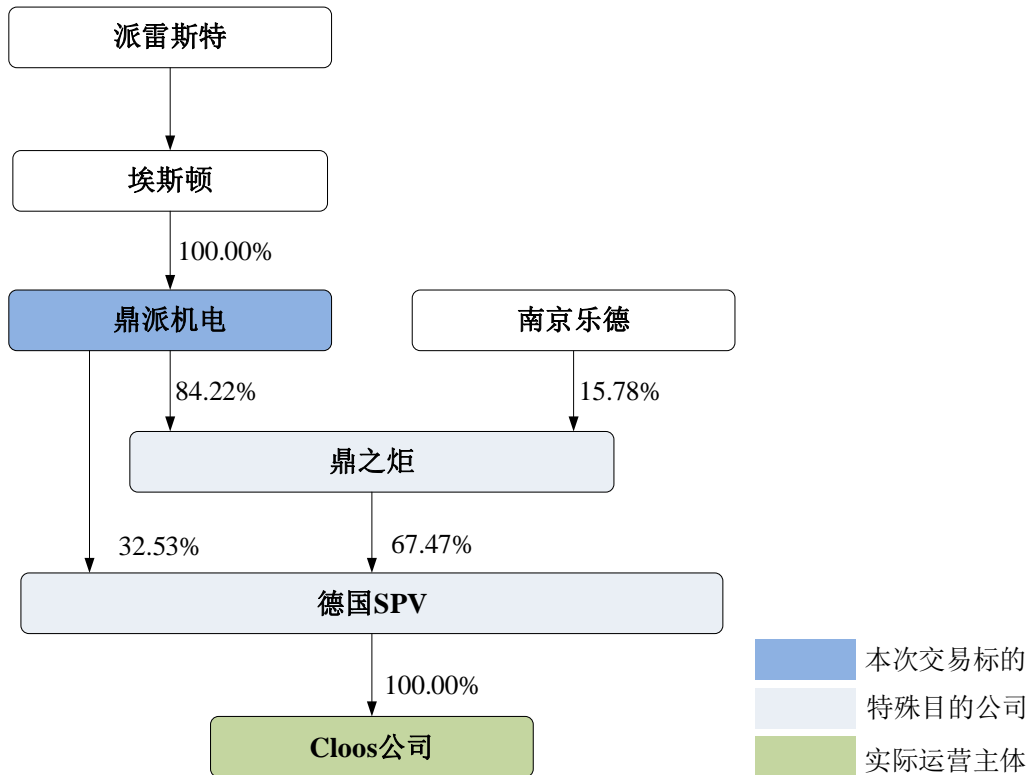 派雷斯特
埃斯顿
100.00%
鼎派机电
南京乐德
84.22%
15.78%
鼎之炬
32.53%
67.47%
德国SPV
100.00%
Cloos公司
本次交易标的
特殊目的公司
实际运营主体